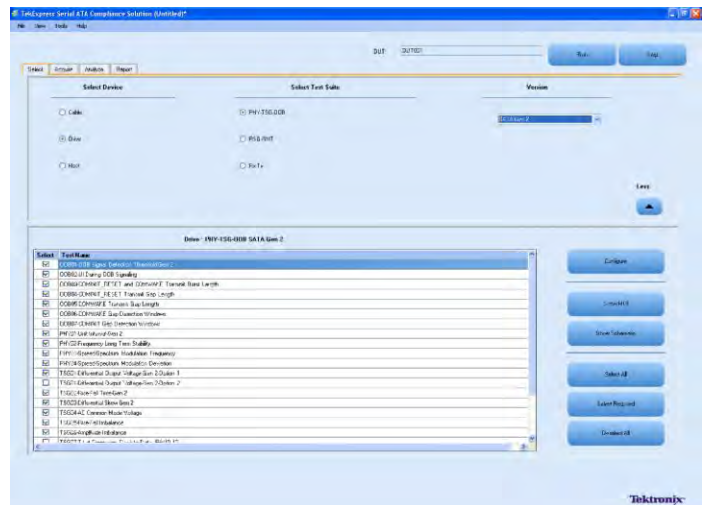 TekExpress Serial ATA Compliance Solution (Untitled)*
File View Tools Help
DUT DUT001
Run Stop
Select Acquire Analyze Report
Select Device Select Test Suite Version
Cable PHY-TSG-OOB
Drive RSG-RMT
Host Rx-Tx
Less
Drive : PHY-TSG-OOB SATA Gen 2
Select Test Name
OOB01-OOB Signal Detection Threshold Gen 2
OOB02-UI During OOB Signaling
OOB03-COMINIT_RESET and COMWAKE Transmit Burst Length
OOB04-COMINIT_RESET Transmit Gap Length
OOB05-COMWAKE Transmit Gap Length
OOB06-COMWAKE Gap Detection Windows
OOB07-COMINIT Gap Detection Windows
PHY01-Unit Interval Gen 2
PHY02-Frequency Long Term Stability
PHY03-Spread Spectrum Modulation Frequency
PHY04-Spread Spectrum Modulation Deviation
TSG01-Differential Output Voltage Gen 2 Option 1
TSG01-Differential Output Voltage Gen 2 Option 2
TSG02-Rise-Fall Time Gen 2
TSG03-Differential Skew Gen 2
TSG04-AC Common Mode Voltage
TSG05-Rise-Fall Imbalance
TSG06-Amplitude Imbalance
Configure
Show MOI
Show Schematic
Select All
Select Required
Deselect All
Tektronix